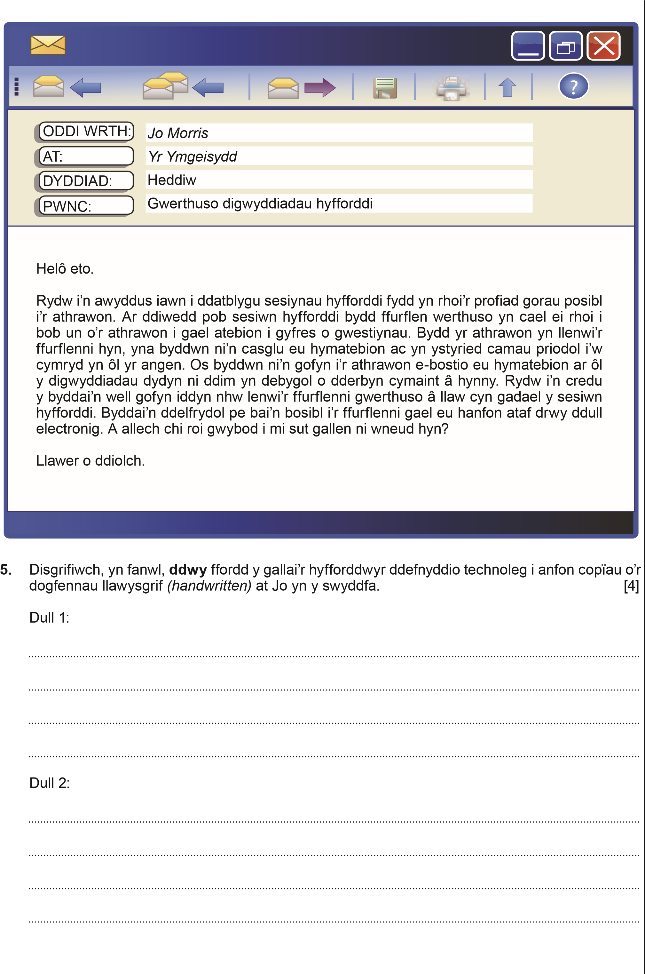 ?
ODDI WRTH: Jo Morris
AT: Yr Ymgeisydd
DYDDIAD: Heddiw
PWNC: Gwerthuso digwyddiadau hyfforddi
Helô eto.
Rydw i'n awyddus iawn i ddatblygu sesiynau hyfforddi fydd yn rhoi'r profiad gorau posibl
i'r athrawon. Ar ddiwedd pob sesiwn hyfforddi bydd ffurflen werthuso yn cael ei rhoi i
bob un o'r athrawon i gael atebion i gyfres o gwestiynau. Bydd yr athrawon yn llenwi'r
ffurflenni hyn, yna byddwn ni'n casglu eu hymatebion ac yn ystyried camau priodol i'w
cymryd yn ôl yr angen. Os byddwn ni'n gofyn i'r athrawon e-bostio eu hymatebion ar ôl
y digwyddiadau dydyn ni ddim yn debygol o dderbyn cymaint â hynny. Rydw i'n credu
y byddai'n well gofyn iddyn nhw lenwi'r ffurflenni gwerthuso â llaw cyn gadael y sesiwn
hyfforddi. Byddai'n ddelfrydol pe bai'n bosibl i'r ffurflenni gael eu hanfon ataf drwy ddull
electronig. A allech chi roi gwybod i mi sut gallen ni wneud hyn?
Llawer o ddiolch.
5. Disgrifiwch, yn fanwl, ddwy ffordd y gallai'r hyfforddwyr ddefnyddio technoleg i anfon copïau o'r
dogfennau llawysgrif (handwritten) at Jo yn y swyddfa. [4]
Dull 1:
Dull 2: